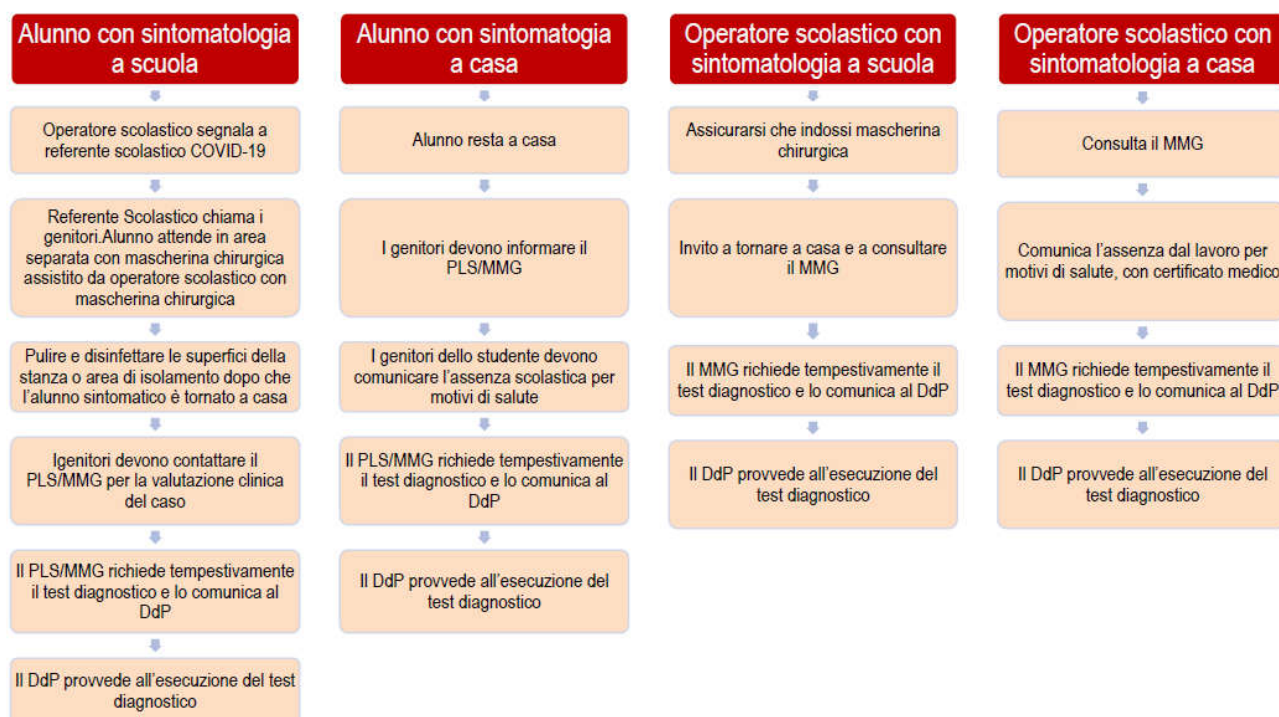 Alunno con sintomatologia
a scuola
Operatore scolastico segnala a
referente scolastico COVID-19
Referente Scolastico chiama i
genitori.Alunno attende in area
separata con mascherina chirurgica
assistito da operatore scolastico con
mascherina chirurgica
Pulire e disinfettare le superfici della
stanza o area di isolamento dopo che
l'alunno sintomatico è tornato a casa
Igenitori devono contattare il
PLS/MMG per la valutazione clinica
del caso
Il PLS/MMG richiede tempestivamente
il test diagnostico e lo comunica al
DdP
Il DdP provvede all'esecuzione del test
diagnostico
Alunno con sintomatogia
a casa
Alunno resta a casa
I genitori devono informare il
PLS/MMG
I genitori dello studente devono
comunicare l'assenza scolastica per
motivi di salute
Il PLS/MMG richiede tempestivamente
il test diagnostico e lo comunica al
DdP
Il DdP provvede all'esecuzione del
test diagnostico
Operatore scolastico con
sintomatologia a scuola
Assicurarsi che indossi mascherina
chirurgica
Invito a tornare a casa e a consultare
il MMG
Il MMG richiede tempestivamente il
test diagnostico e lo comunica al DdP
Il DdP provvede all'esecuzione del
test diagnostico
Operatore scolastico con
sintomatologia a casa
Consulta il MMG
Comunica l'assenza dal lavoro per
motivi di salute, con certificato medico
Il MMG richiede tempestivamente il
test diagnostico e lo comunica al DdP
Il DdP provvede all'esecuzione del
test diagnostico